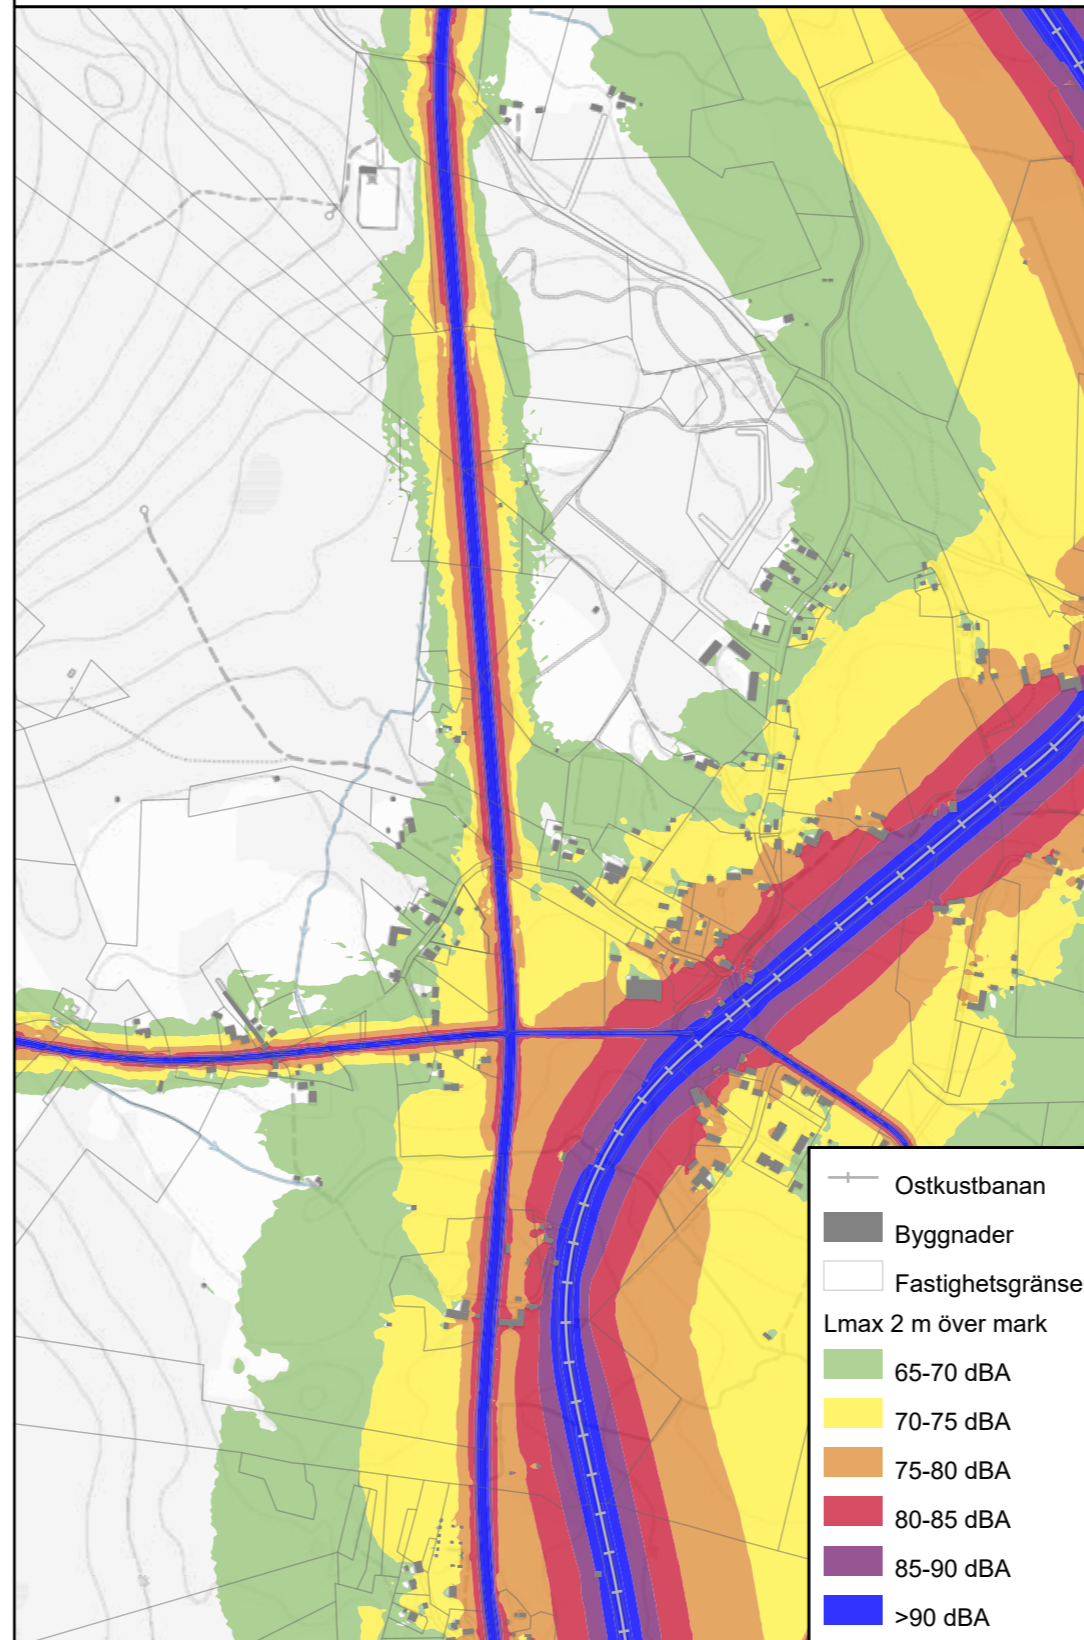 Ostkustbanan
Byggnader
Fastighetsgränse
Lmax 2 m över mark
65-70 dBA
70-75 dBA
75-80 dBA
80-85 dBA
85-90 dBA
>90 dBA